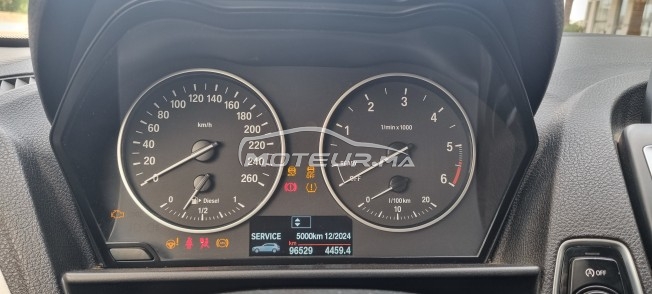 80 100 120 140 160
60 km/h 180
40 200
20 220
0 240
260
Diesel
1/2 1
3 4
2 1/min x 1000 5
1 6
OFF
l/100km
10 20
MOTEUR.MA
SERVICE 5000km 12/2024
km
96529 4459.4
OFF